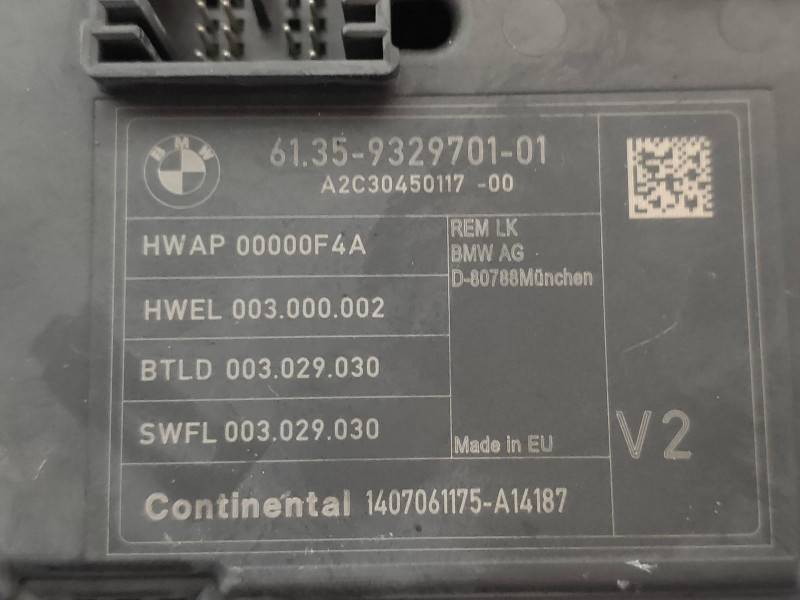 BMW
61.35-9329701-01
A2C30450117 -00
HWAP 00000F4A
HWEL 003.000.002
BTLD 003.029.030
SWFL 003.029.030
REM LK
BMW AG
D-80788München
Made in EU
V2
Continental 1407061175-A14187